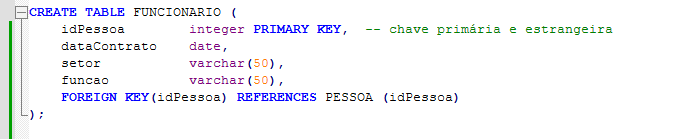 CREATE TABLE FUNCIONARIO (
idPessoa integer PRIMARY KEY, -- chave primária e estrangeira
dataContrato date,
setor varchar(50),
funcao varchar(50),
FOREIGN KEY(idPessoa) REFERENCES PESSOA (idPessoa)
);